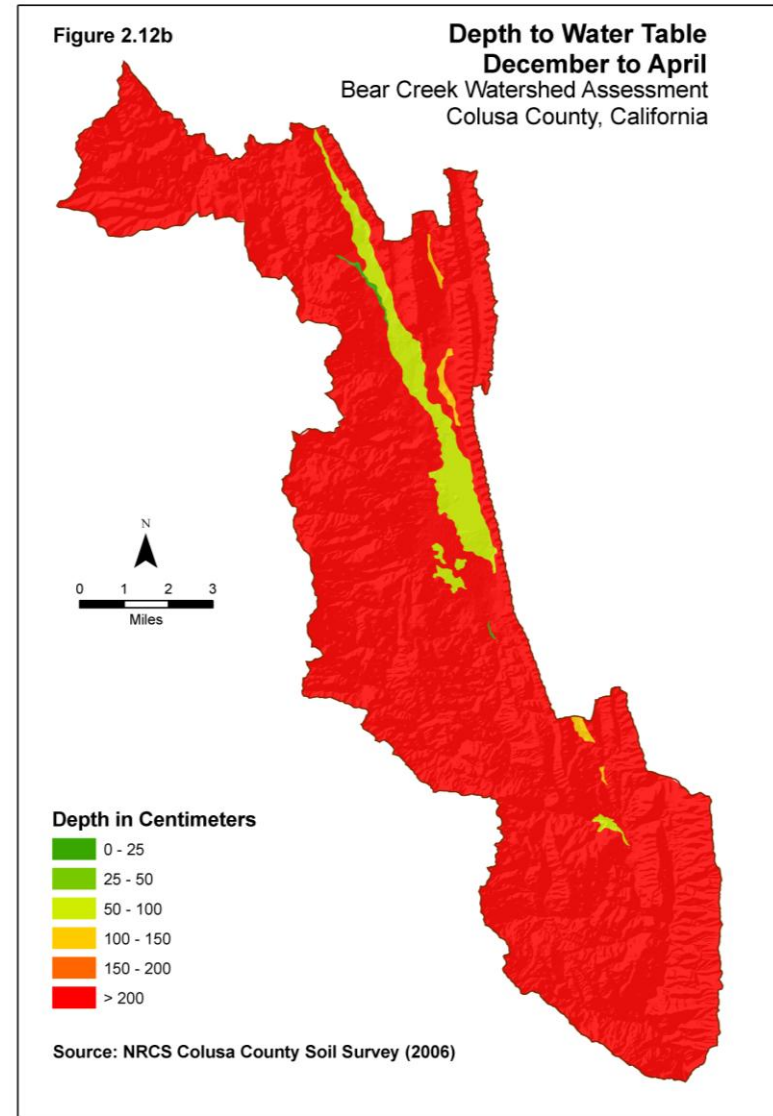 Figure 2.12b
Depth to Water Table
December to April
Bear Creek Watershed Assessment
Colusa County, California
N
0 1 2 3
Miles
Depth in Centimeters
0 - 25
25 - 50
50 - 100
100 - 150
150 - 200
> 200
Source: NRCS Colusa County Soil Survey (2006)